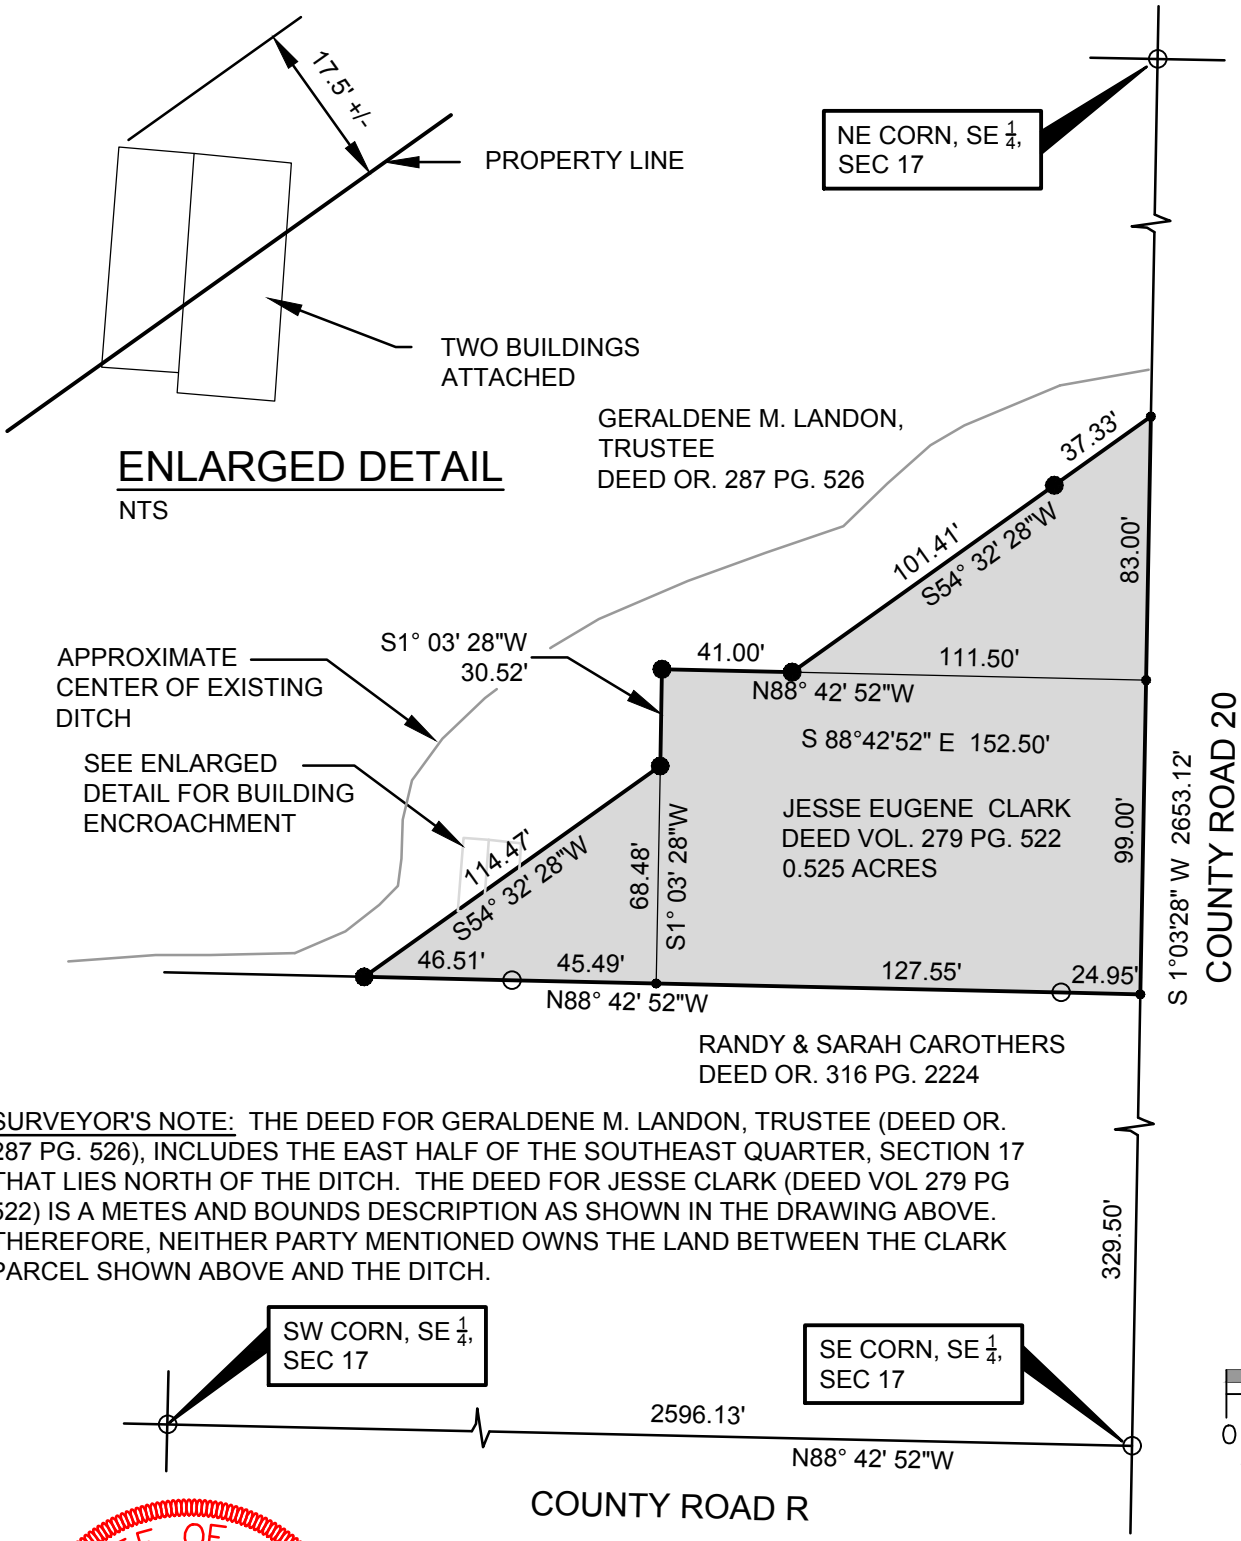 17.5' +/-
PROPERTY LINE
TWO BUILDINGS
ATTACHED
ENLARGED DETAIL
NTS
NE CORN, SE 1/4,
SEC 17
GERALDENE M. LANDON,
TRUSTEE
DEED OR. 287 PG. 526
37.33'
101.41'
S54° 32' 28"W
83.00'
S1° 03' 28"W
30.52'
41.00'
111.50'
N88° 42' 52"W
APPROXIMATE
CENTER OF EXISTING
DITCH
S 88°42'52" E 152.50'
SEE ENLARGED
DETAIL FOR BUILDING
ENCROACHMENT
JESSE EUGENE CLARK
DEED VOL. 279 PG. 522
0.525 ACRES
114.47'
S54° 32' 28"W
68.48'
S1° 03' 28"W
99.00'
S 1°03'28" W 2653.12'
COUNTY ROAD 20
46.51'
45.49'
127.55'
24.95'
N88° 42' 52"W
RANDY & SARAH CAROTHERS
DEED OR. 316 PG. 2224
SURVEYOR'S NOTE: THE DEED FOR GERALDENE M. LANDON, TRUSTEE (DEED OR.
287 PG. 526), INCLUDES THE EAST HALF OF THE SOUTHEAST QUARTER, SECTION 17
THAT LIES NORTH OF THE DITCH. THE DEED FOR JESSE CLARK (DEED VOL 279 PG
522) IS A METES AND BOUNDS DESCRIPTION AS SHOWN IN THE DRAWING ABOVE.
THEREFORE, NEITHER PARTY MENTIONED OWNS THE LAND BETWEEN THE CLARK
PARCEL SHOWN ABOVE AND THE DITCH.
329.50'
SW CORN, SE 1/4,
SEC 17
SE CORN, SE 1/4,
SEC 17
2596.13'
N88° 42' 52"W
0
COUNTY ROAD R
OF